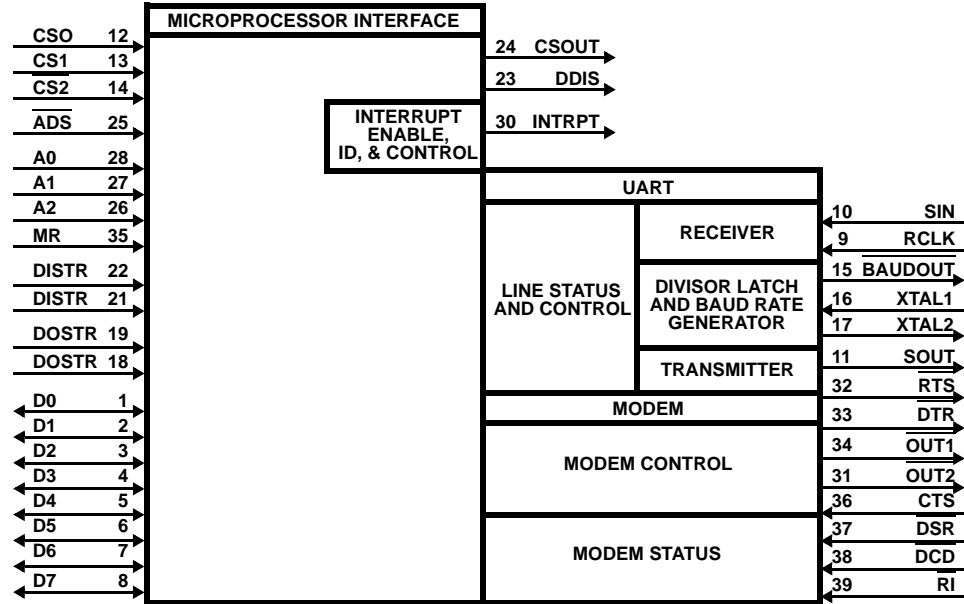 MICROPROCESSOR INTERFACE
CSO 12
CS1 13
CS2 14
ADS 25
A0 28
A1 27
A2 26
MR 35
DISTR 22
DISTR 21
DOSTR 19
DOSTR 18
D0 1
D1 2
D2 3
D3 4
D4 5
D5 6
D6 7
D7 8
24 CSOUT
23 DDIS
30 INTRPT
INTERRUPT
ENABLE,
ID, & CONTROL
UART
LINE STATUS
AND CONTROL
RECEIVER
DIVISOR LATCH
AND BAUD RATE
GENERATOR
TRANSMITTER
MODEM
MODEM CONTROL
MODEM STATUS
10 SIN
9 RCLK
15 BAUDOUT
16 XTAL1
17 XTAL2
11 SOUT
32 RTS
33 DTR
34 OUT1
31 OUT2
36 CTS
37 DSR
38 DCD
39 RI